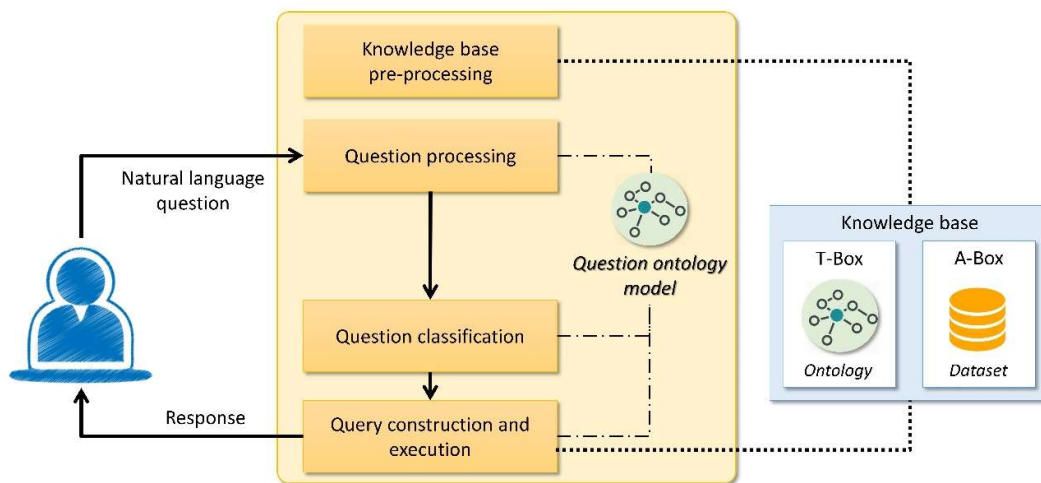 Knowledge base
pre-processing
Question processing
Natural language
question
Question ontology
model
Knowledge base
T-Box
A-Box
Ontology
Dataset
Question classification
Response
Query construction and
execution